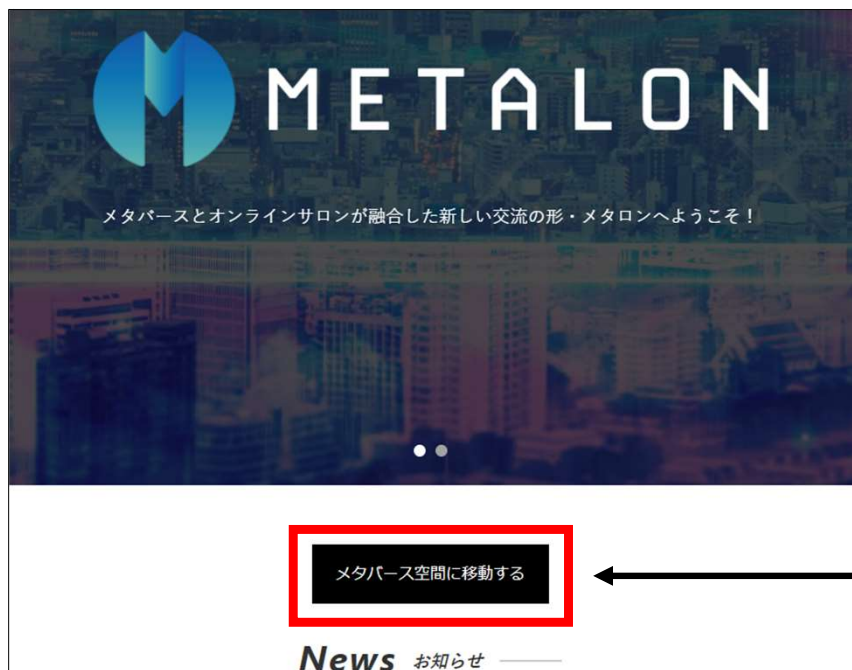 METALON
メタバースとオンラインサロンが融合した新しい交流の形・メタロンへようこそ！
メタバース空間に移動する
News お知らせ